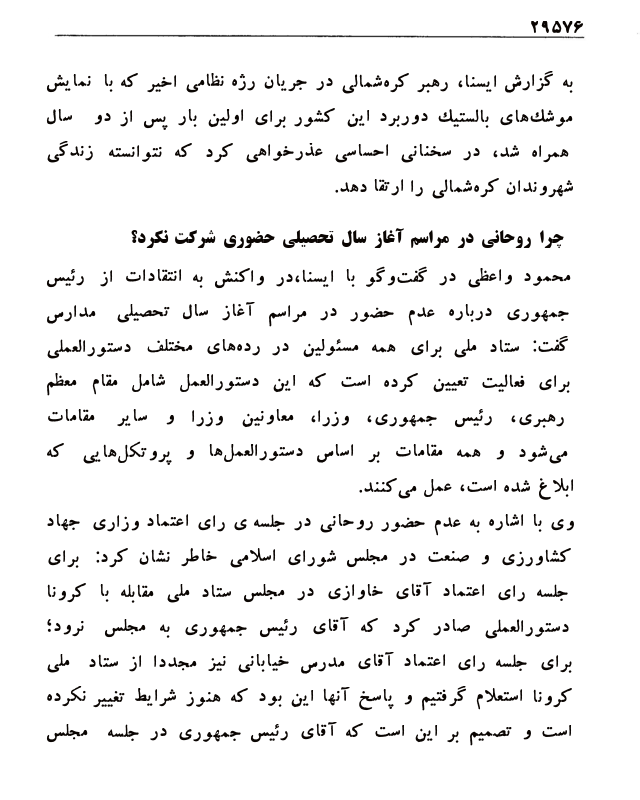 ۲۹۵۷۶
به گزارش ایسنا، رهبر کره‌شمالی در جریان رژه نظامی اخیر که با نمایش
موشك‌های بالستیك دوربرد این کشور برای اولین بار پس از دو سال
همراه شد، در سخنانی احساسی عذرخواهی کرد که نتوانسته زندگی
شهروندان کره‌شمالی را ارتقا دهد.
چرا روحانی در مراسم آغاز سال تحصیلی حضوری شرکت نکرد؟
محمود واعظی در گفت‌وگو با ایسنا،در واکنش به انتقادات از رئیس
جمهوری درباره عدم حضور در مراسم آغاز سال تحصیلی مدارس
گفت: ستاد ملی برای همه مسئولین در رده‌های مختلف دستورالعملی
برای فعالیت تعیین کرده است که این دستورالعمل شامل مقام معظم
رهبری، رئیس جمهوری، وزرا، معاونین وزرا و سایر مقامات
می‌شود و همه مقامات بر اساس دستورالعمل‌ها و پروتکل‌هایی که
ابلاغ شده است، عمل می‌کنند.
وی با اشاره به عدم حضور روحانی در جلسه ی رای اعتماد وزاری جهاد
کشاورزی و صنعت در مجلس شورای اسلامی خاطر نشان کرد: برای
جلسه رای اعتماد آقای خاوازی در مجلس ستاد ملی مقابله با کرونا
دستورالعملی صادر کرد که آقای رئیس جمهوری به مجلس نرود؛
برای جلسه رای اعتماد آقای مدرس خیابانی نیز مجددا از ستاد ملی
کرونا استعلام گرفتیم و پاسخ آنها این بود که هنوز شرایط تغییر نکرده
است و تصمیم بر این است که آقای رئیس جمهوری در جلسه مجلس